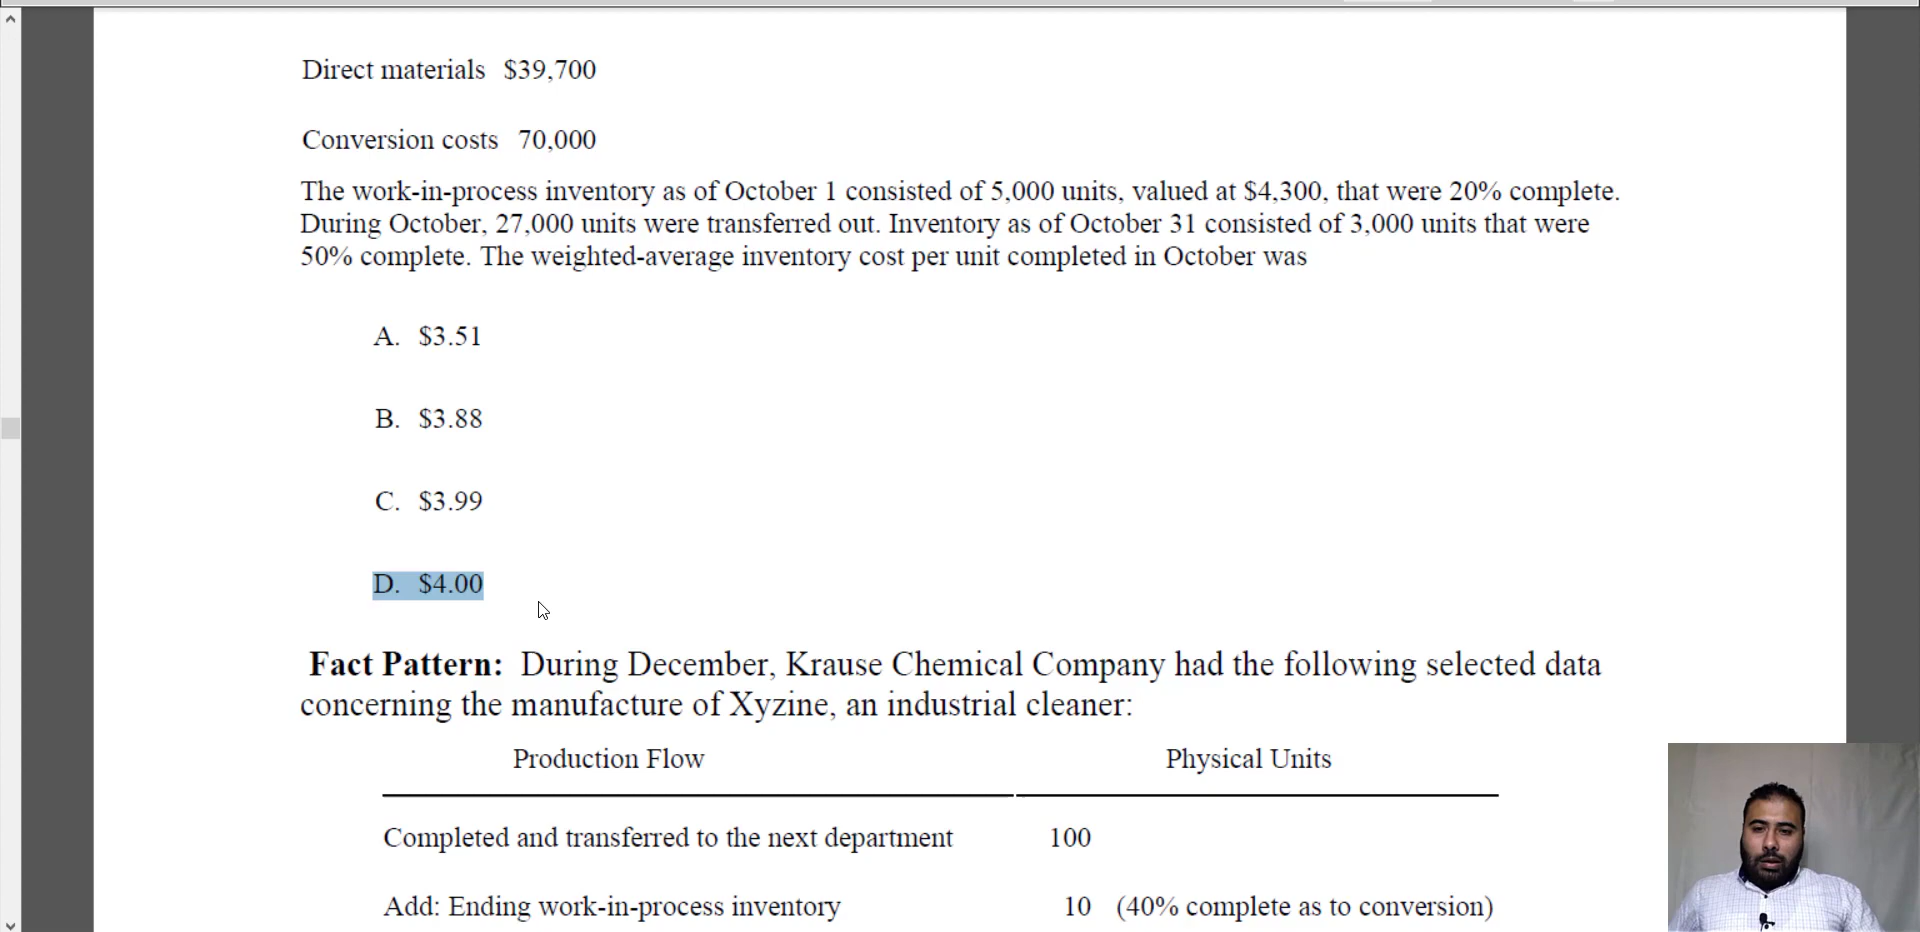 Direct materials $39,700
Conversion costs 70,000
The work-in-process inventory as of October 1 consisted of 5,000 units, valued at $4,300, that were 20% complete.
During October, 27,000 units were transferred out. Inventory as of October 31 consisted of 3,000 units that were
50% complete. The weighted-average inventory cost per unit completed in October was
A. $3.51
B. $3.88
C. $3.99
D. $4.00
Fact Pattern: During December, Krause Chemical Company had the following selected data
concerning the manufacture of Xyzine, an industrial cleaner:
Production Flow Physical Units
Completed and transferred to the next department 100
Add: Ending work-in-process inventory 10 (40% complete as to conversion)